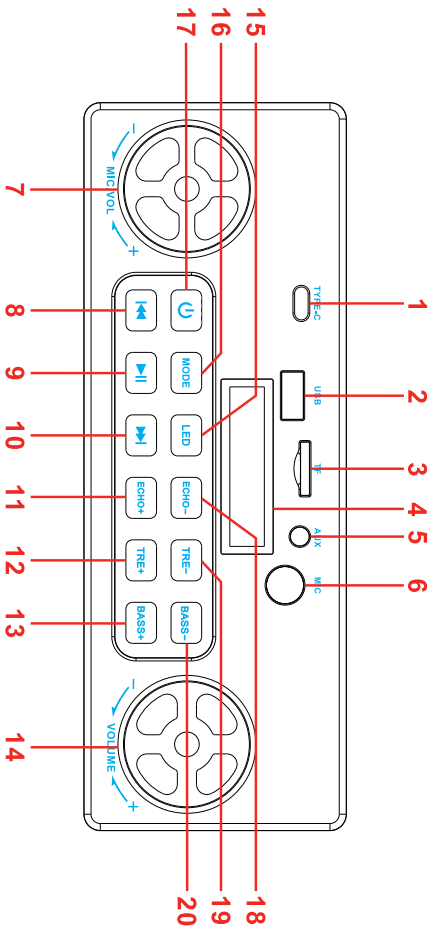 1 2 3 4 5 6
TYPE-C USB TF AUX MIC
15 18
16 19
17 20
MODE LED ECHO− TRE− BASS−
ECHO+ TRE+ BASS+
− MIC VOL +
− VOLUME +
7 8 9 10 11 12 13 14